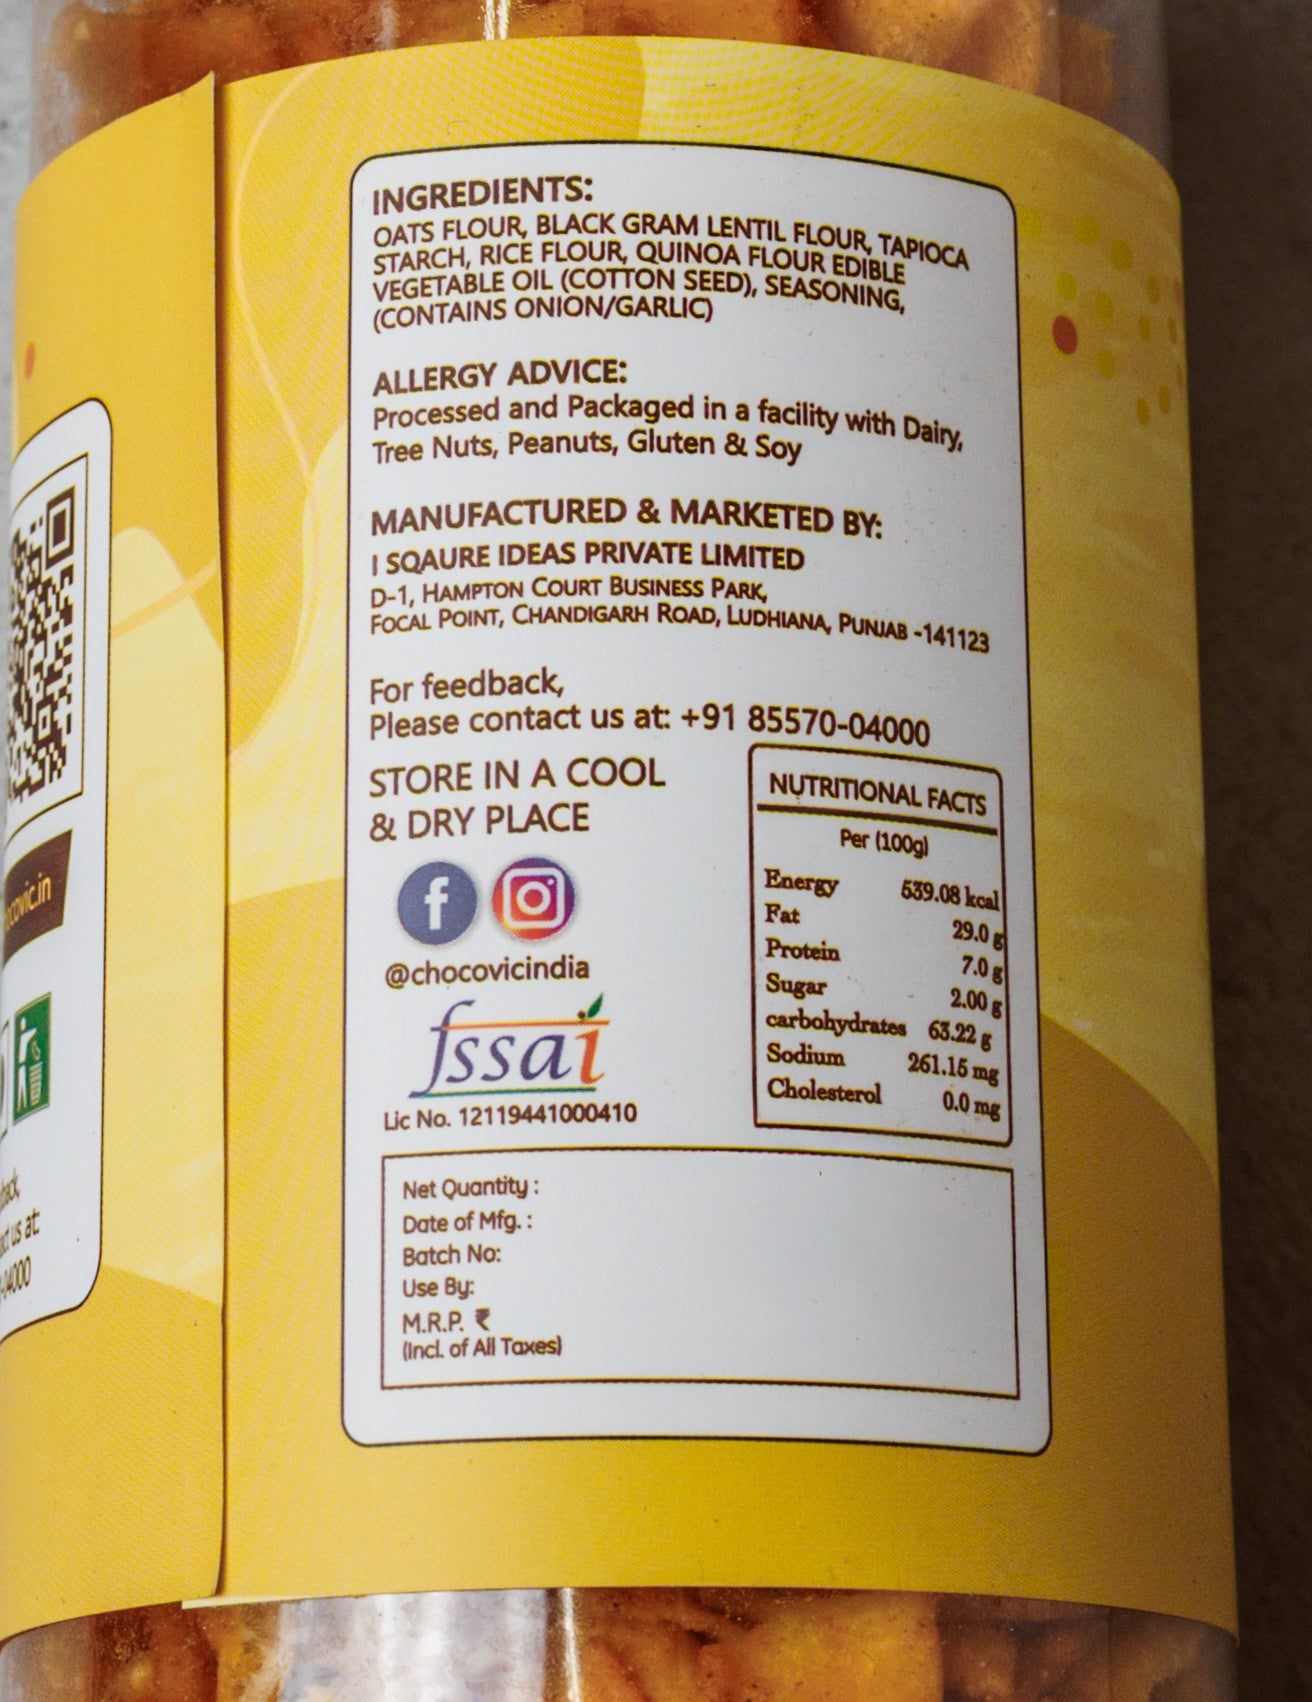 INGREDIENTS:
OATS FLOUR, BLACK GRAM LENTIL FLOUR, TAPIOCA
STARCH, RICE FLOUR, QUINOA FLOUR EDIBLE
VEGETABLE OIL (COTTON SEED), SEASONING,
(CONTAINS ONION/GARLIC)
ALLERGY ADVICE:
Processed and Packaged in a facility with Dairy,
Tree Nuts, Peanuts, Gluten & Soy
MANUFACTURED & MARKETED BY:
I SQAURE IDEAS PRIVATE LIMITED
D-1, HAMPTON COURT BUSINESS PARK,
FOCAL POINT, CHANDIGARH ROAD, LUDHIANA, PUNJAB -141123
For feedback,
Please contact us at: +91 85570-04000
STORE IN A COOL
& DRY PLACE
@chocovicindia
fssai
Lic No. 12119441000410
NUTRITIONAL FACTS
Per (100g)
Energy 539.08 kcal
Fat 29.0 g
Protein 7.0 g
Sugar 2.00 g
carbohydrates 63.22 g
Sodium 261.15 mg
Cholesterol 0.0 mg
Net Quantity :
Date of Mfg. :
Batch No:
Use By:
M.R.P. ₹
(Incl. of All Taxes)
us at: